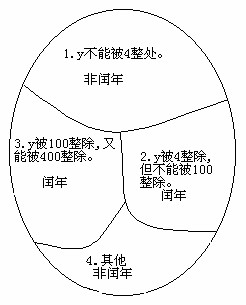 1.y不能被4整处。
非闰年
3.y被100整除,又
能被400整除。
闰年
2.y被4整除,
但不能被100
整除。
闰年
4.其他
非闰年